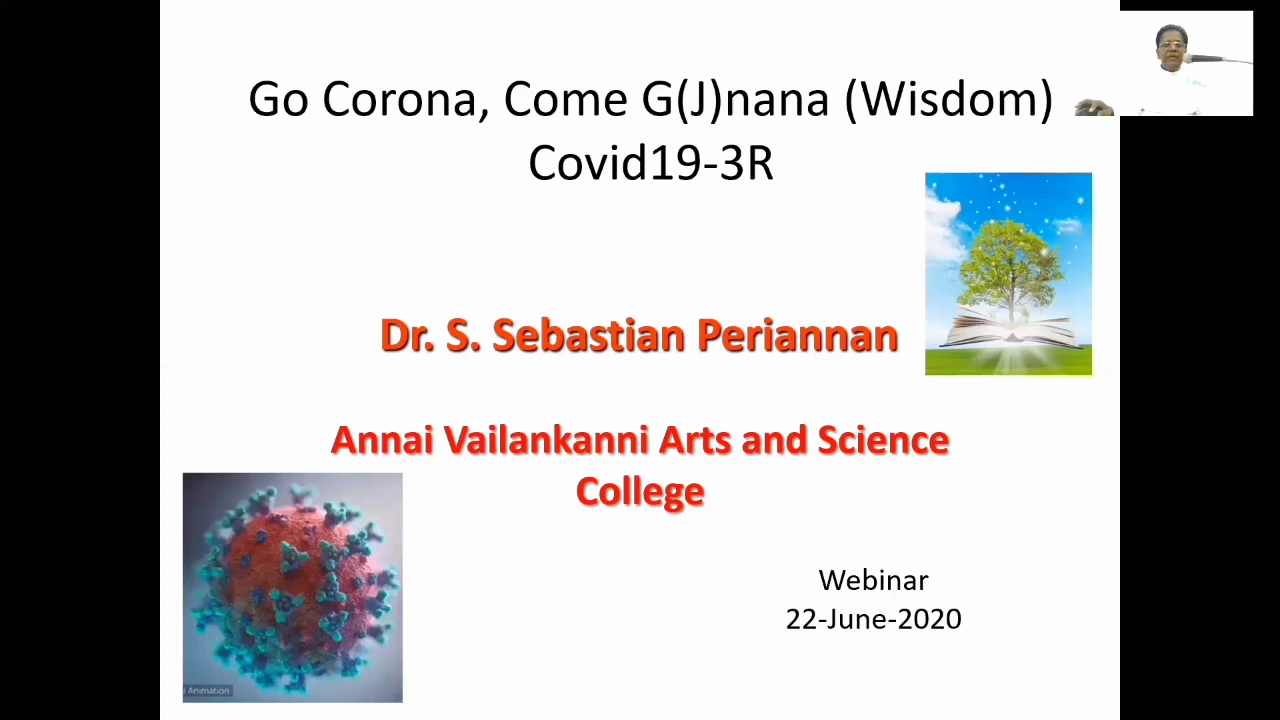 Go Corona, Come G(J)nana (Wisdom)
Covid19-3R
Dr. S. Sebastian Periannan
Annai Vailankanni Arts and Science
College
Webinar
22-June-2020
l Animation